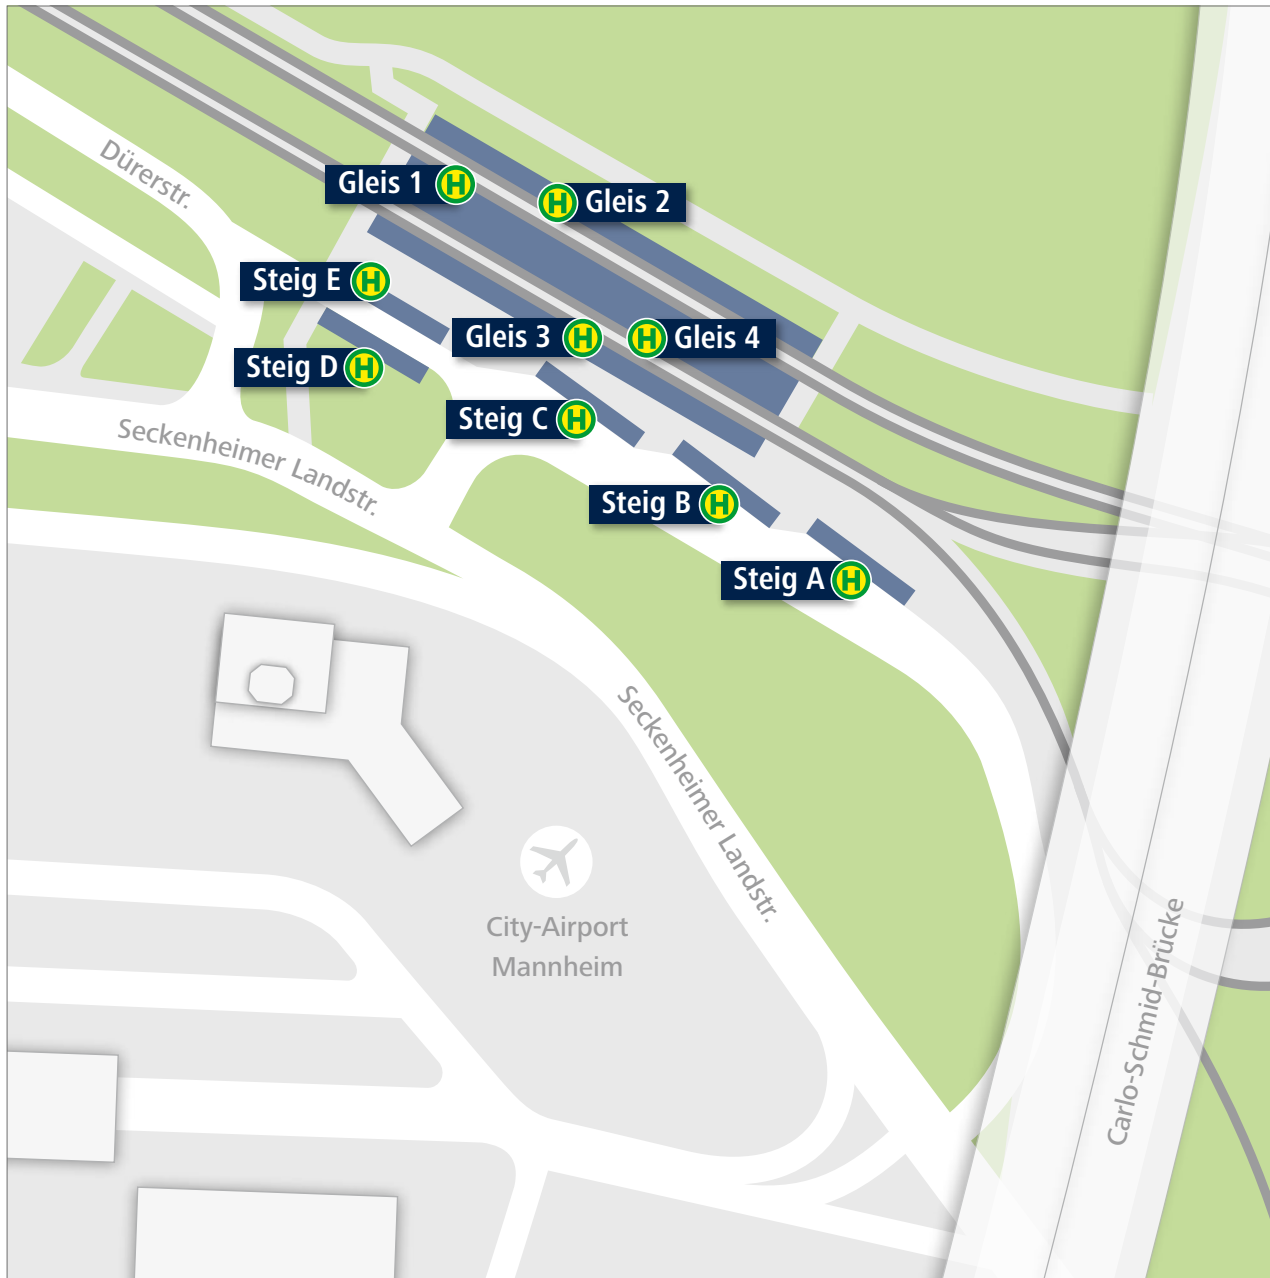 Dürerstr.
Gleis 1 H
H Gleis 2
Steig E H
Gleis 3 H
H Gleis 4
Steig D H
Steig C H
Seckenheimer Landstr.
Steig B H
Steig A H
Seckenheimer Landstr.
City-Airport
Mannheim
Carlo-Schmid-Brücke